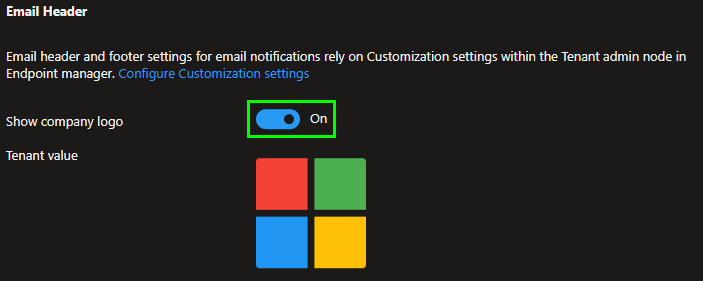 Email Header
Email header and footer settings for email notifications rely on Customization settings within the Tenant admin node in
Endpoint manager. Configure Customization settings
Show company logo
On
Tenant value